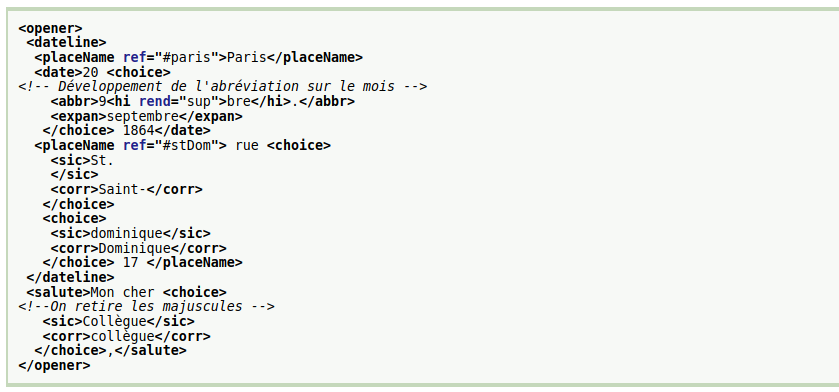 <opener>
<dateline>
<placeName ref="#paris">Paris</placeName>
<date>20 <choice>
<!-- Développement de l'abréviation sur le mois -->
<abbr>9<hi rend="sup">bre</hi>.</abbr>
<expan>septembre</expan>
</choice> 1864</date>
<placeName ref="#stDom"> rue <choice>
<sic>St.
</sic>
<corr>Saint-</corr>
</choice>
<choice>
<sic>dominique</sic>
<corr>Dominique</corr>
</choice> 17 </placeName>
</dateline>
<salute>Mon cher <choice>
<!--On retire les majuscules -->
<sic>Collègue</sic>
<corr>collègue</corr>
</choice>,</salute>
</opener>